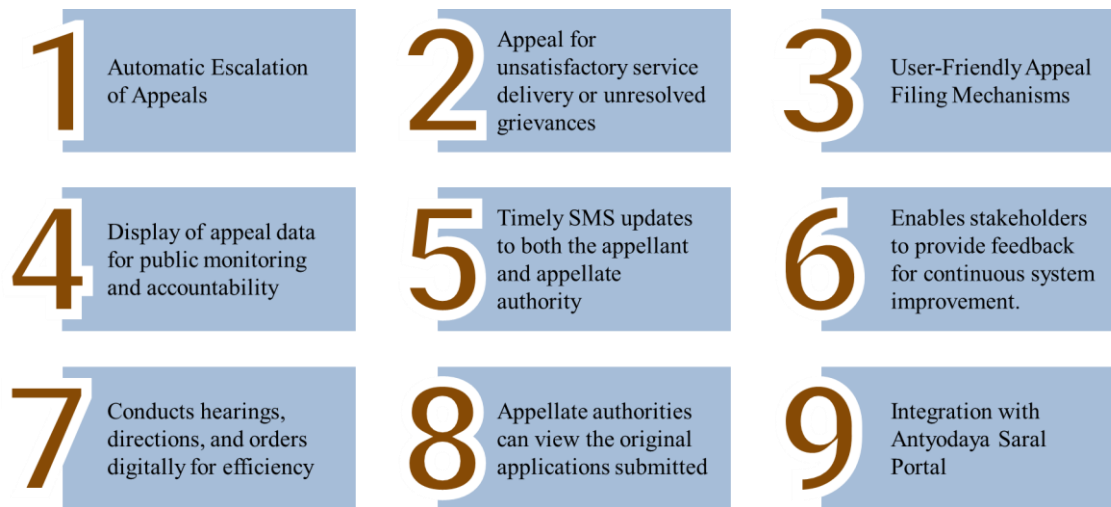 1
Automatic Escalation
of Appeals
2
Appeal for
unsatisfactory service
delivery or unresolved
grievances
3
User-Friendly Appeal
Filing Mechanisms
4
Display of appeal data
for public monitoring
and accountability
5
Timely SMS updates
to both the appellant
and appellate
authority
6
Enables stakeholders
to provide feedback
for continuous system
improvement.
7
Conducts hearings,
directions, and orders
digitally for efficiency
8
Appellate authorities
can view the original
applications submitted
9
Integration with
Antyodaya Saral
Portal